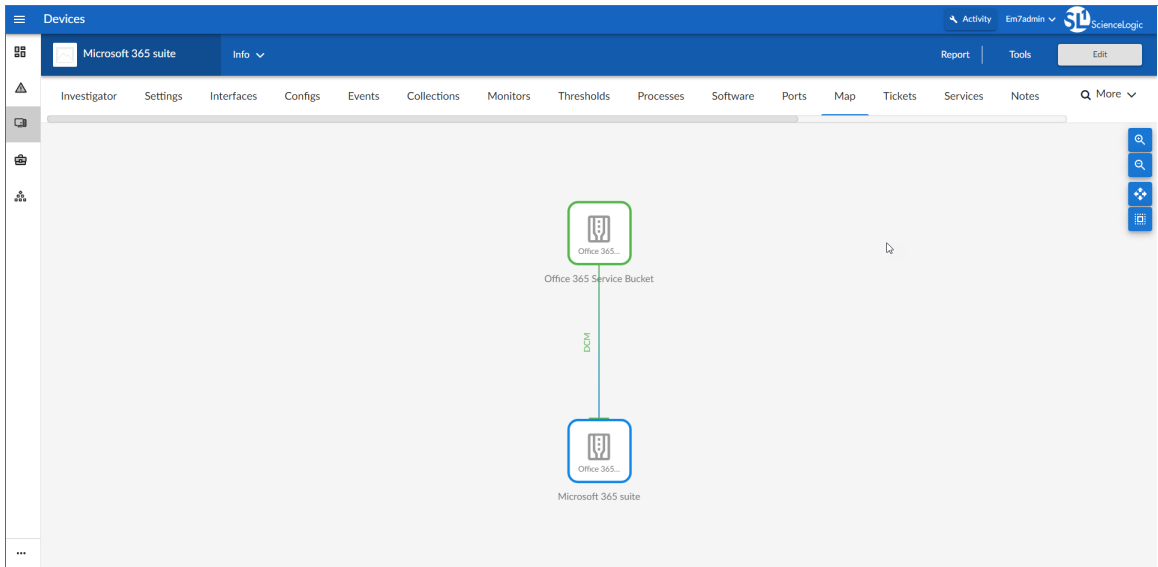 Devices
Activity Em7admin SL1 ScienceLogic
Microsoft 365 suite Info Report Tools Edit
Investigator Settings Interfaces Configs Events Collections Monitors Thresholds Processes Software Ports Map Tickets Services Notes More
Office 365...
Office 365 Service Bucket
DCM
Office 365...
Microsoft 365 suite